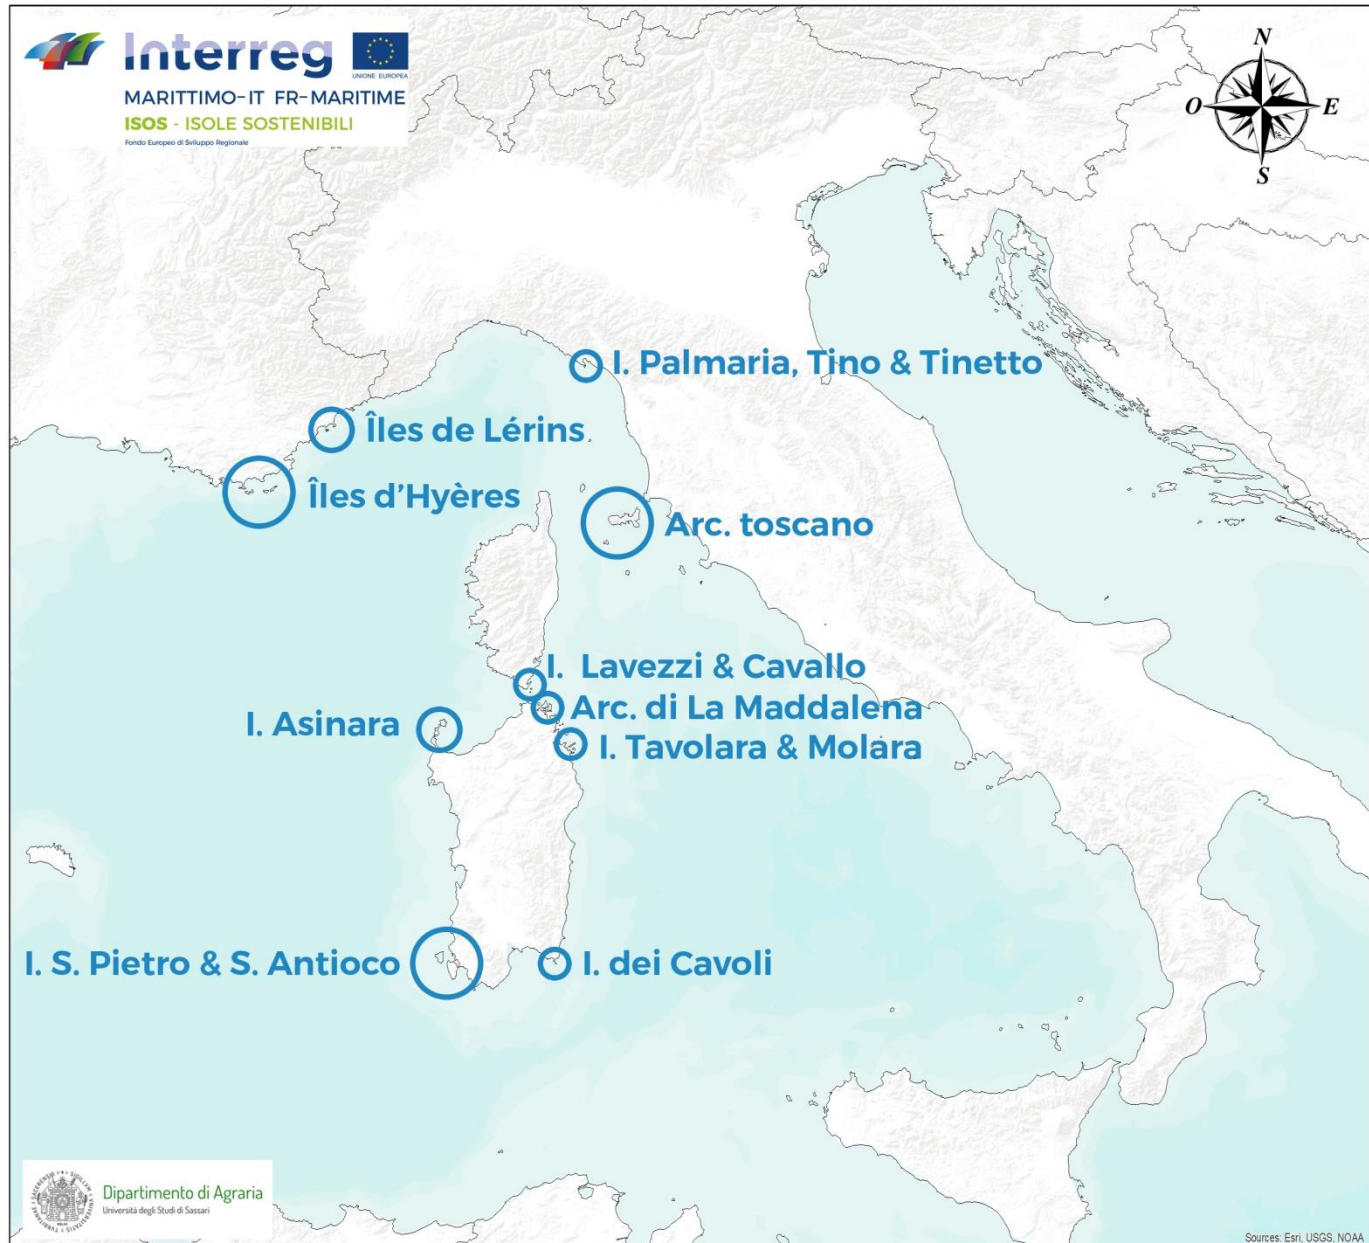 Interreg
UNIONE EUROPEA
MARITTIMO-IT FR-MARITIME
ISOS - ISOLE SOSTENIBILI
Fondo Europeo di Sviluppo Regionale
N
O E
S
I. Palmaria, Tino & Tinetto
Îles de Lérins
Îles d'Hyères
Arc. toscano
I. Lavezzi & Cavallo
Arc. di La Maddalena
I. Asinara
I. Tavolara & Molara
I. S. Pietro & S. Antioco
I. dei Cavoli
Dipartimento di Agraria
Università degli Studi di Sassari
Sources: Esri, USGS, NOAA